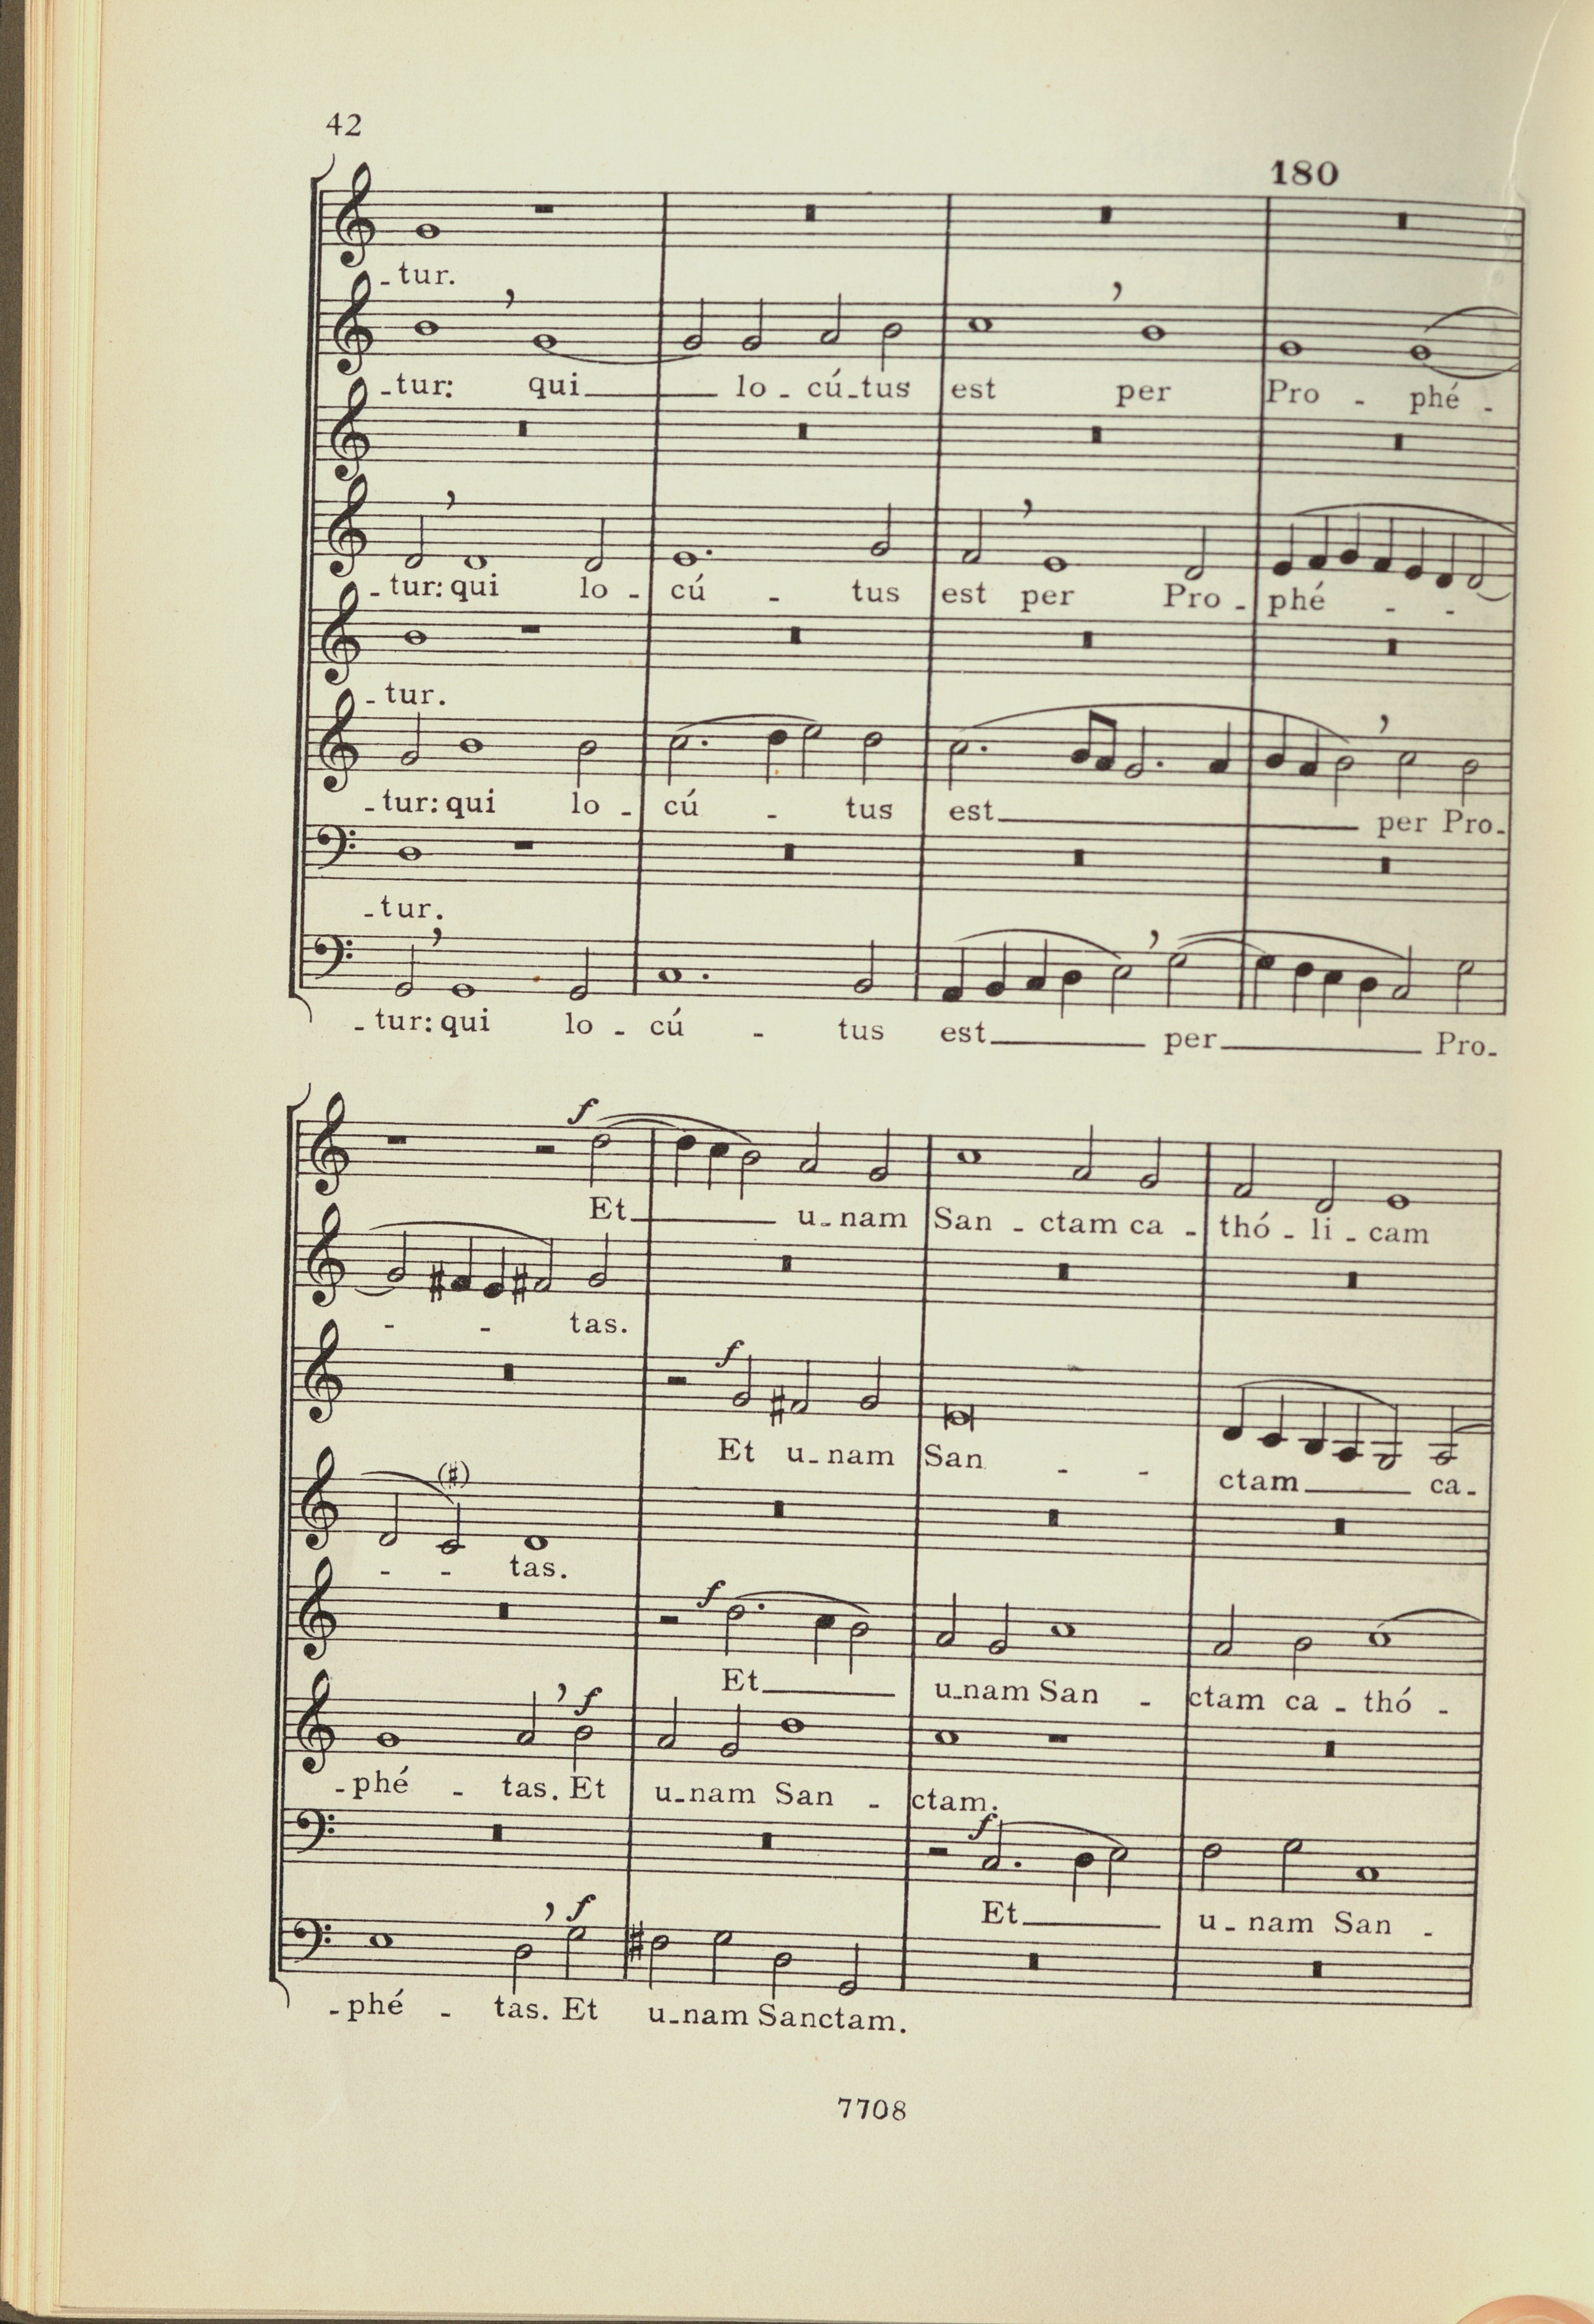 42
180
- tur.
- tur: qui lo - cú - tus est per Pro - phé -
- tur: qui lo - cú - tus est per Pro - phé - -
- tur.
- tur: qui lo - cú - tus est per Pro -
- tur.
- tur: qui lo - cú - tus est per Pro -
f
Et u - nam San - ctam ca - thó - li - cam
- - tas.
f
Et u - nam San - - ctam ca -
- - tas.
f
Et u - nam San - ctam ca - thó -
f
- phé - tas. Et u - nam San - ctam.
f
Et u - nam San -
f
- phé - tas. Et u - nam Sanctam.
7708